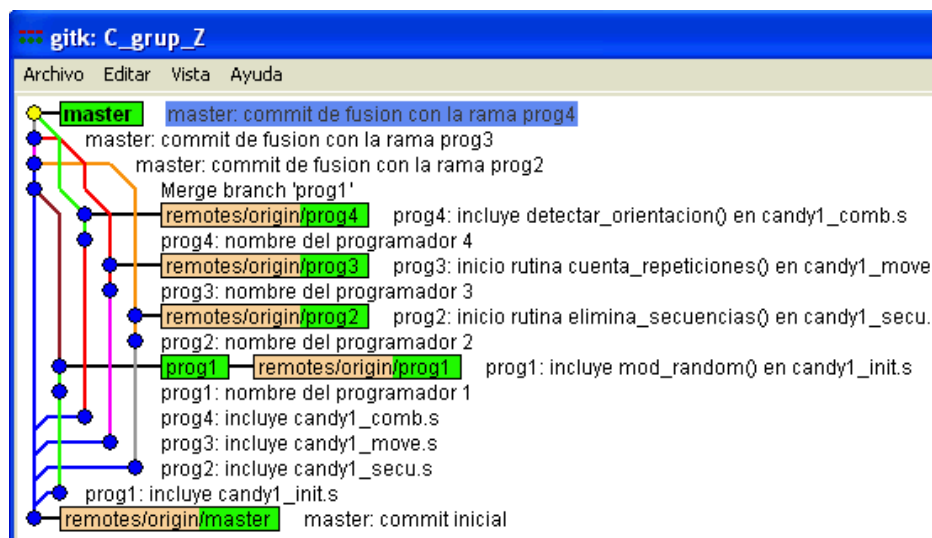 gitk: C_grup_Z
Archivo Editar Vista Ayuda
master master: commit de fusion con la rama prog4
master: commit de fusion con la rama prog3
master: commit de fusion con la rama prog2
Merge branch 'prog1'
remotes/origin/prog4 prog4: incluye detectar_orientacion() en candy1_comb.s
prog4: nombre del programador 4
remotes/origin/prog3 prog3: inicio rutina cuenta_repeticiones() en candy1_move
prog3: nombre del programador 3
remotes/origin/prog2 prog2: inicio rutina elimina_secuencias() en candy1_secu.
prog2: nombre del programador 2
prog1 remotes/origin/prog1 prog1: incluye mod_random() en candy1_init.s
prog1: nombre del programador 1
prog4: incluye candy1_comb.s
prog3: incluye candy1_move.s
prog2: incluye candy1_secu.s
prog1: incluye candy1_init.s
remotes/origin/master master: commit inicial